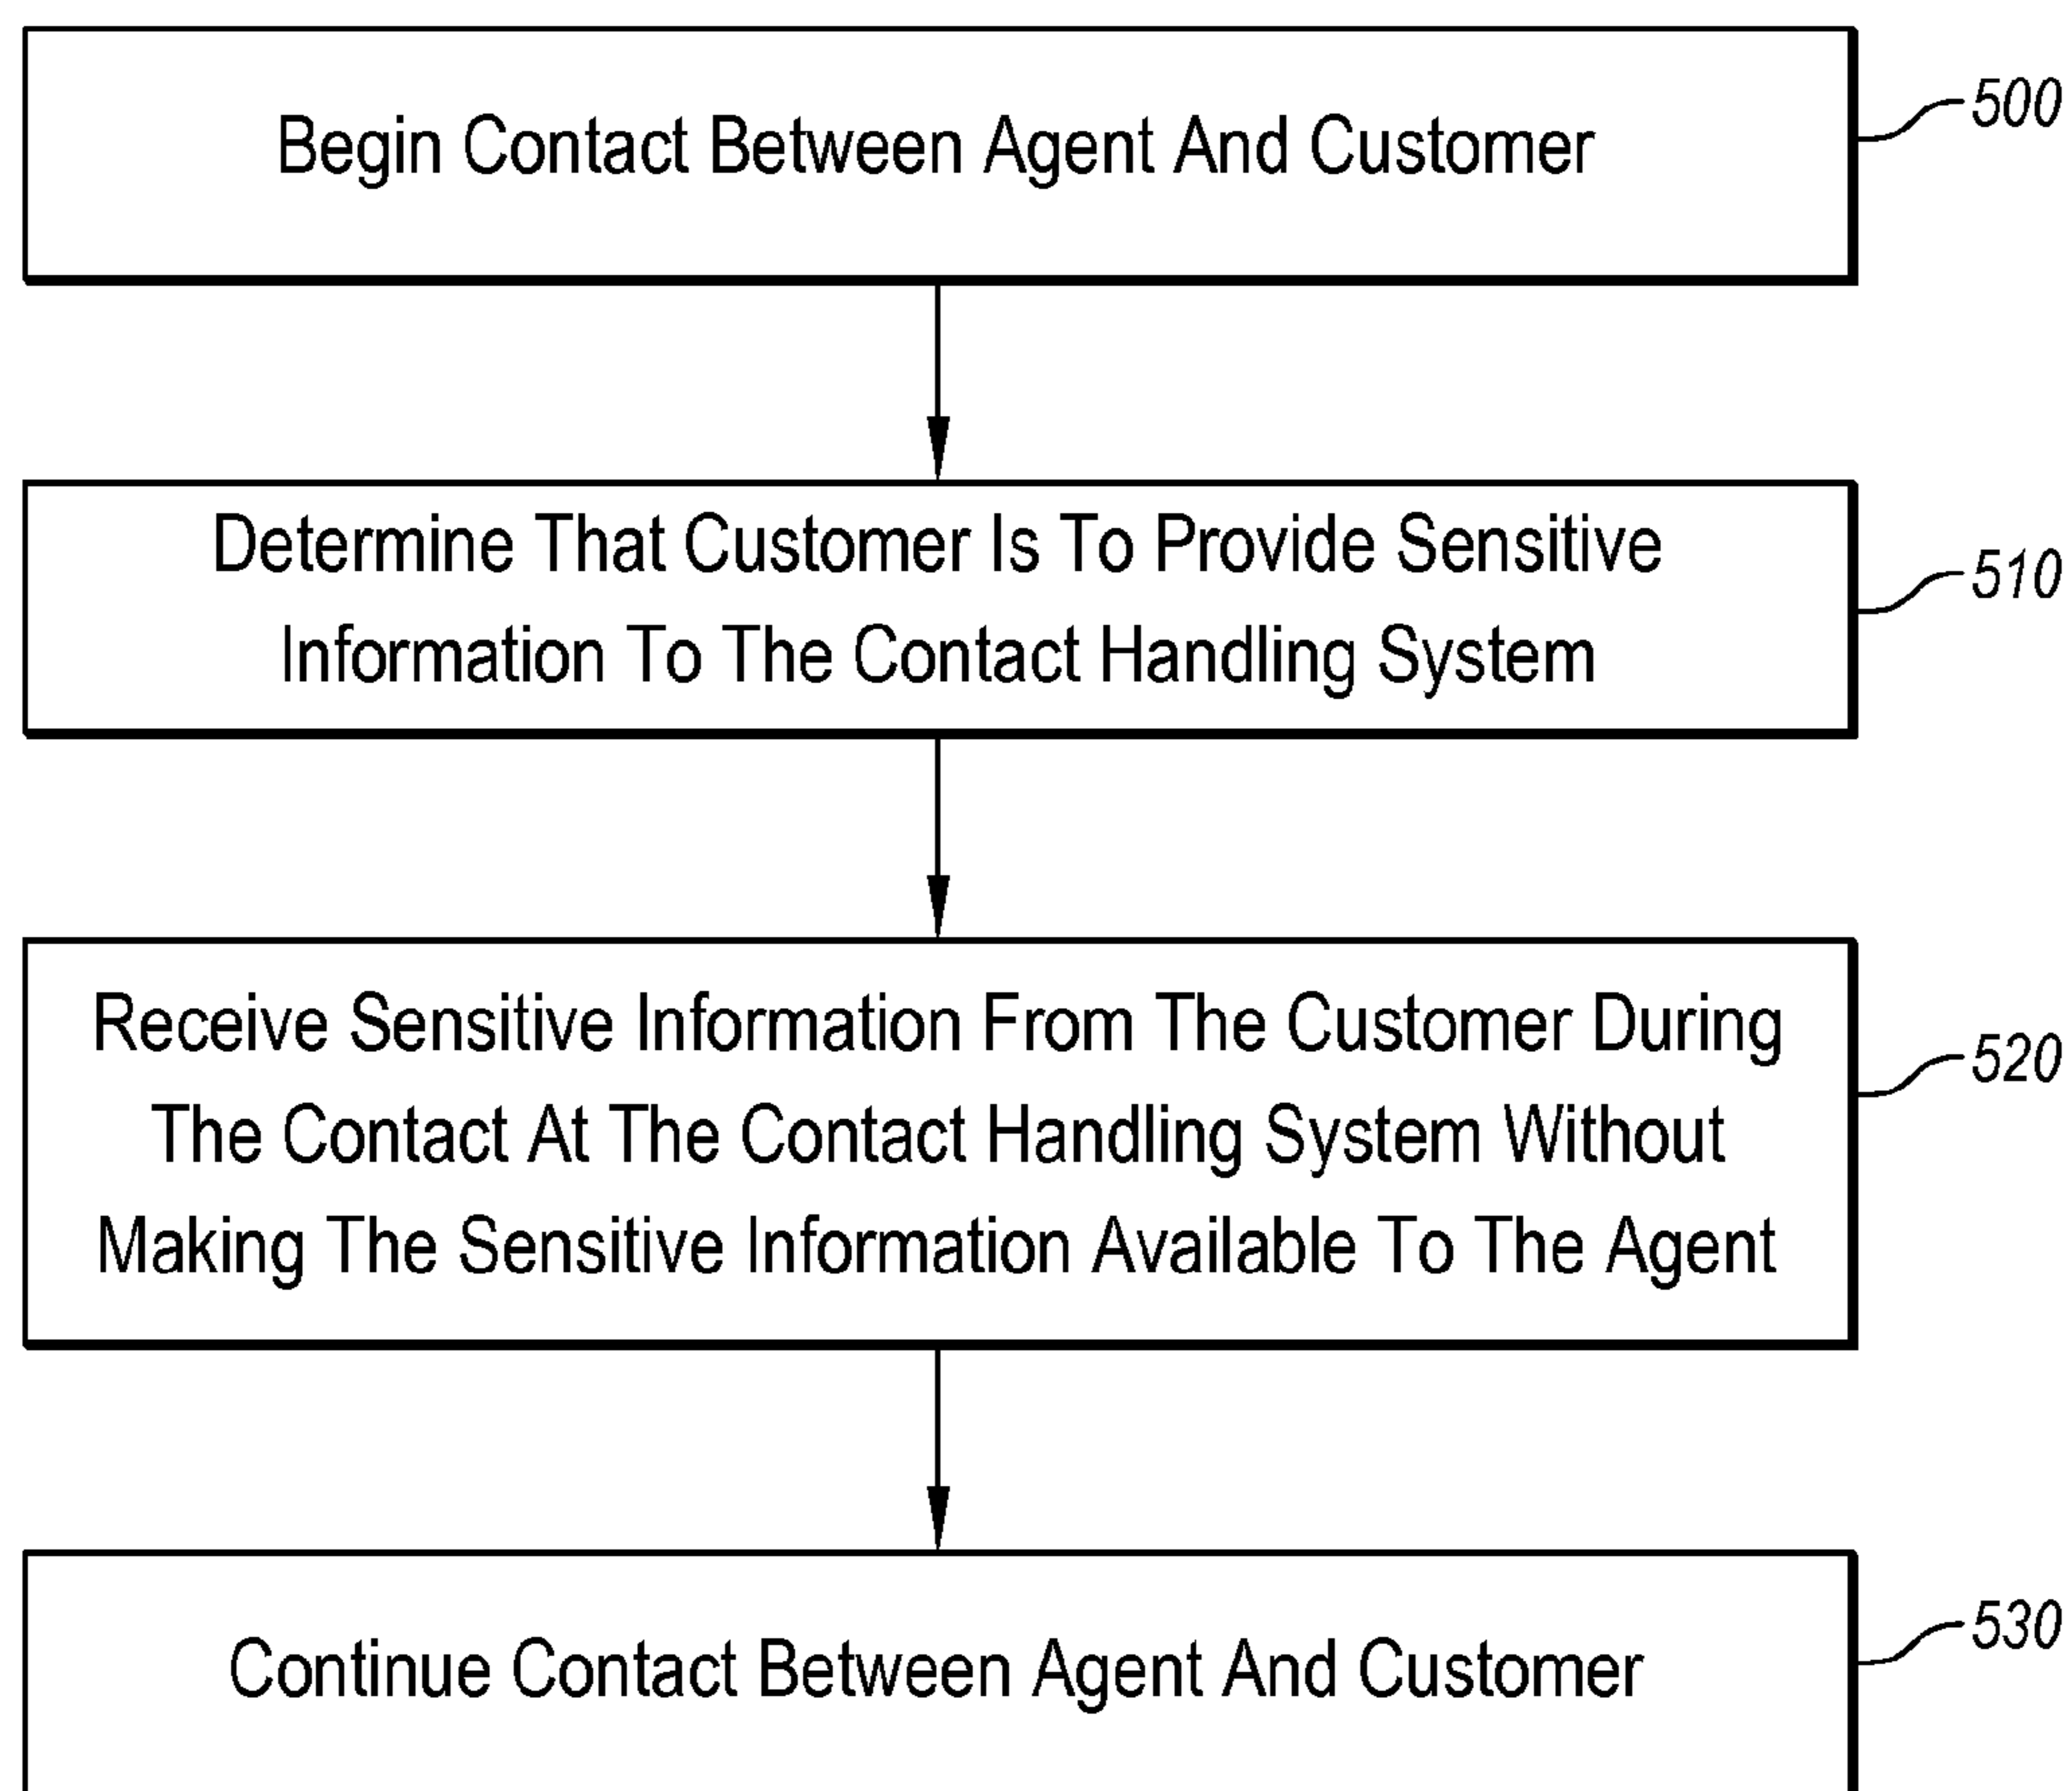 Begin Contact Between Agent And Customer
500
Determine That Customer Is To Provide Sensitive
Information To The Contact Handling System
510
Receive Sensitive Information From The Customer During
The Contact At The Contact Handling System Without
Making The Sensitive Information Available To The Agent
520
Continue Contact Between Agent And Customer
530